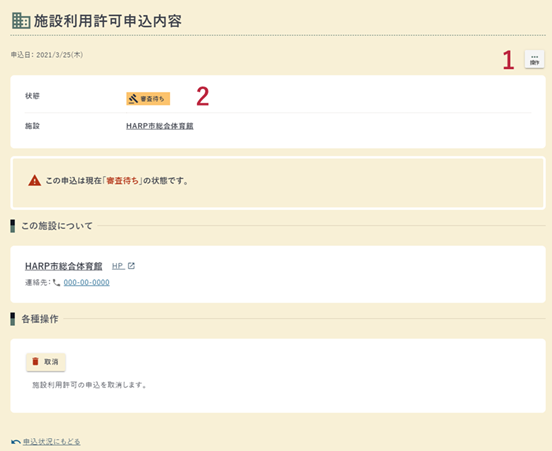 施設利用許可申込内容
申込日: 2021/3/25(木)
1
操作
状態
審査待ち
2
施設
HARP市総合体育館
この申込は現在「審査待ち」の状態です。
この施設について
HARP市総合体育館 HP
連絡先: 000-00-0000
各種操作
取消
施設利用許可の申込を取消します。
申込状況にもどる